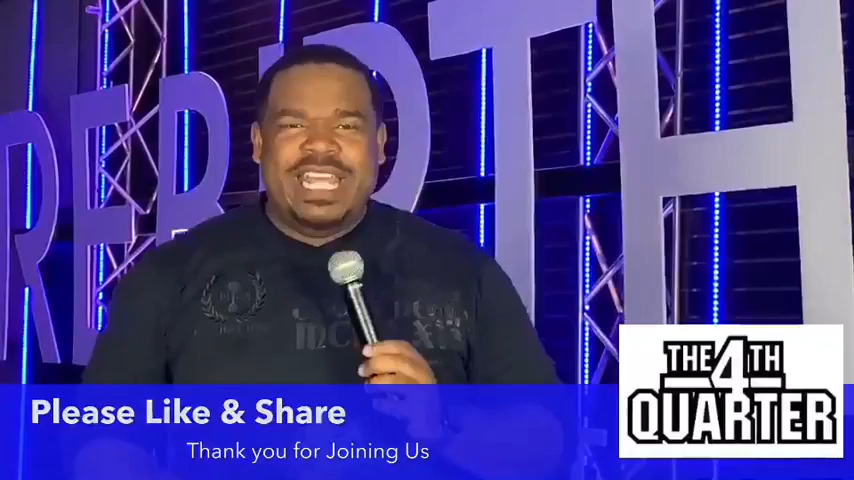 REBIRTH
THE 4TH
QUARTER
Please Like & Share
Thank you for Joining Us